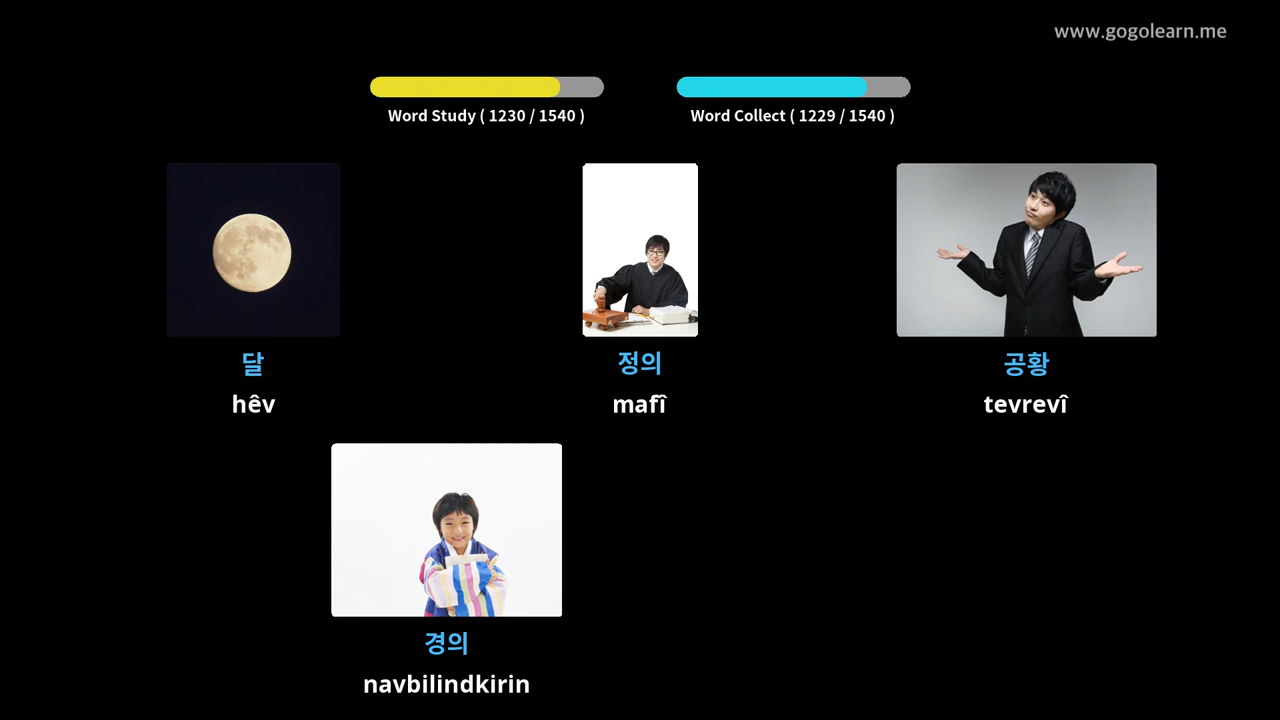 www.gogolearn.me
Word Study ( 1230 / 1540 )
Word Collect ( 1229 / 1540 )
달
hêv
정의
mafî
공황
tevrevî
경의
navbilindkirin